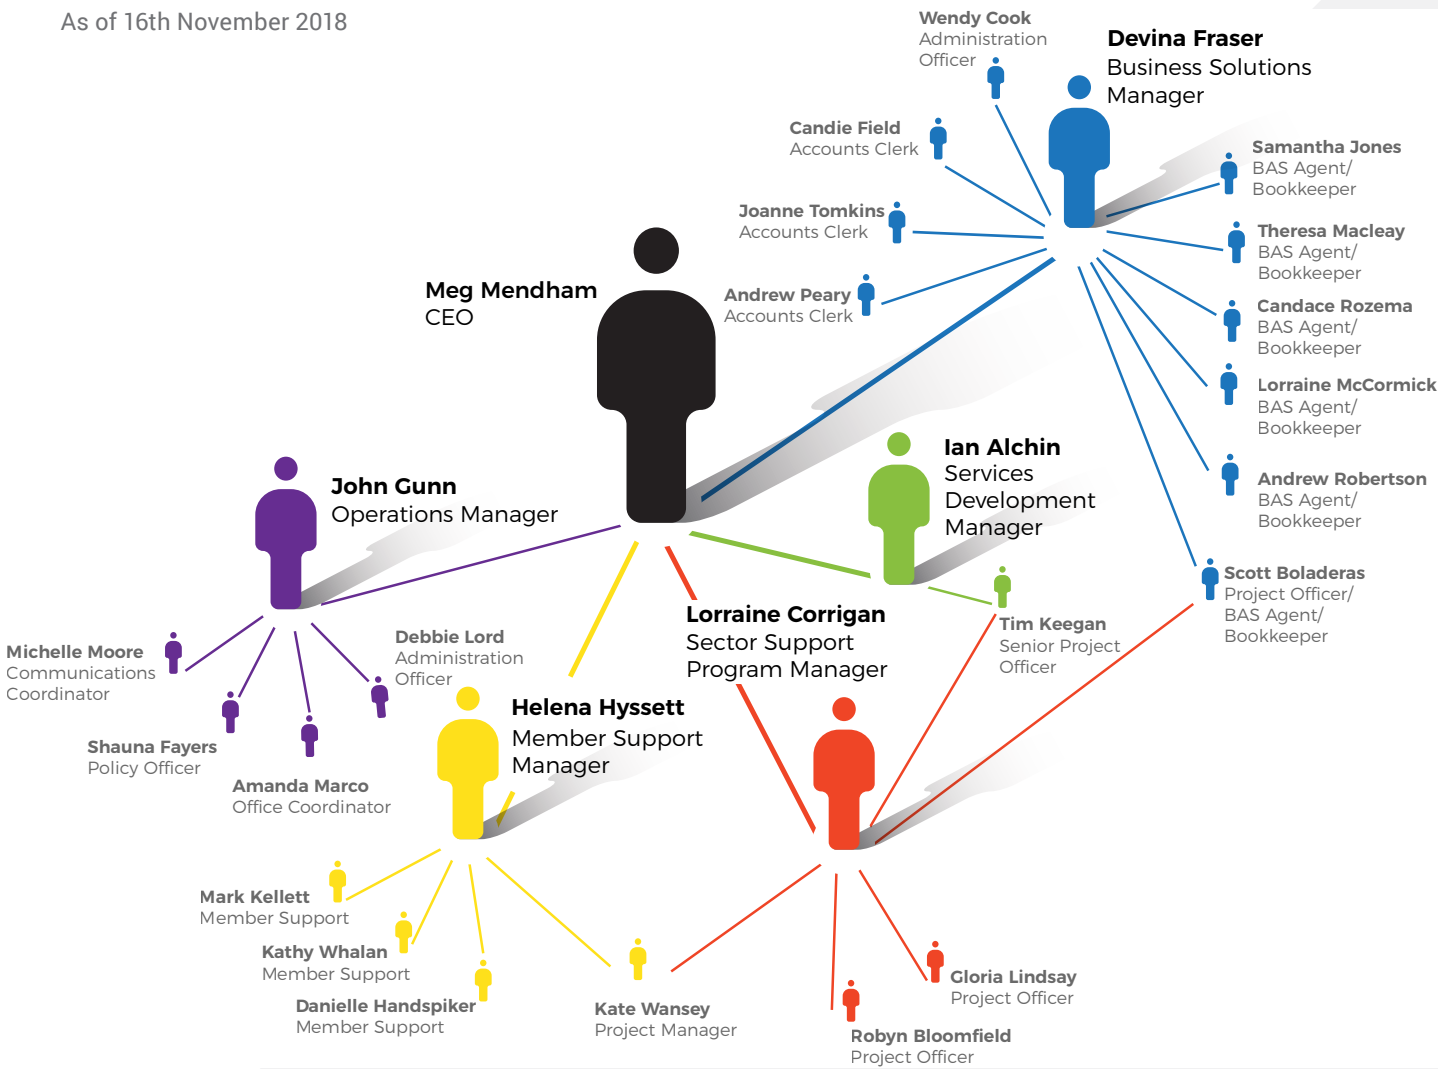 As of 16th November 2018
Wendy Cook
Administration
Officer
Devina Fraser
Business Solutions
Manager
Candie Field
Accounts Clerk
Samantha Jones
BAS Agent/
Bookkeeper
Joanne Tomkins
Accounts Clerk
Theresa Macleay
BAS Agent/
Bookkeeper
Meg Mendham
CEO
Andrew Peary
Accounts Clerk
Candace Rozema
BAS Agent/
Bookkeeper
Lorraine McCormick
BAS Agent/
Bookkeeper
Ian Alchin
Services
Development
Manager
John Gunn
Operations Manager
Andrew Robertson
BAS Agent/
Bookkeeper
Scott Boladeras
Project Officer/
BAS Agent/
Bookkeeper
Lorraine Corrigan
Sector Support
Program Manager
Tim Keegan
Senior Project
Officer
Debbie Lord
Administration
Officer
Michelle Moore
Communications
Coordinator
Helena Hyssett
Member Support
Manager
Shauna Fayers
Policy Officer
Amanda Marco
Office Coordinator
Mark Kellett
Member Support
Kathy Whalan
Member Support
Danielle Handspiker
Member Support
Kate Wansey
Project Manager
Gloria Lindsay
Project Officer
Robyn Bloomfield
Project Officer